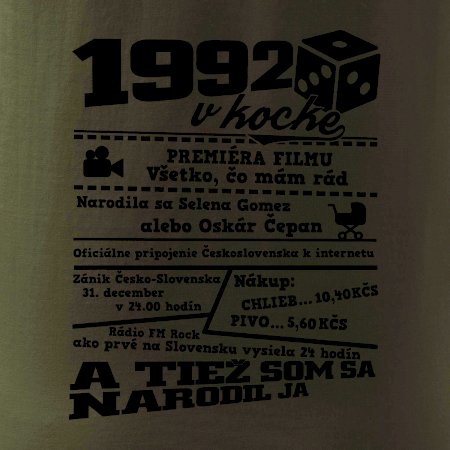 1992
v kocke
PREMIÉRA FILMU
Všetko, čo mám rád
Narodila sa Selena Gomez
alebo Oskár Čepan
Oficiálne pripojenie Československa k internetu
Zánik Česko-Slovenska
31. december
v 24.00 hodín
Nákup:
CHLIEB... 10,40KČS
PIVO... 5,60KČS
Rádio FM Rock
ako prvé na Slovensku vysiela 24 hodín
A TIEŽ SOM SA
NARODIL JA